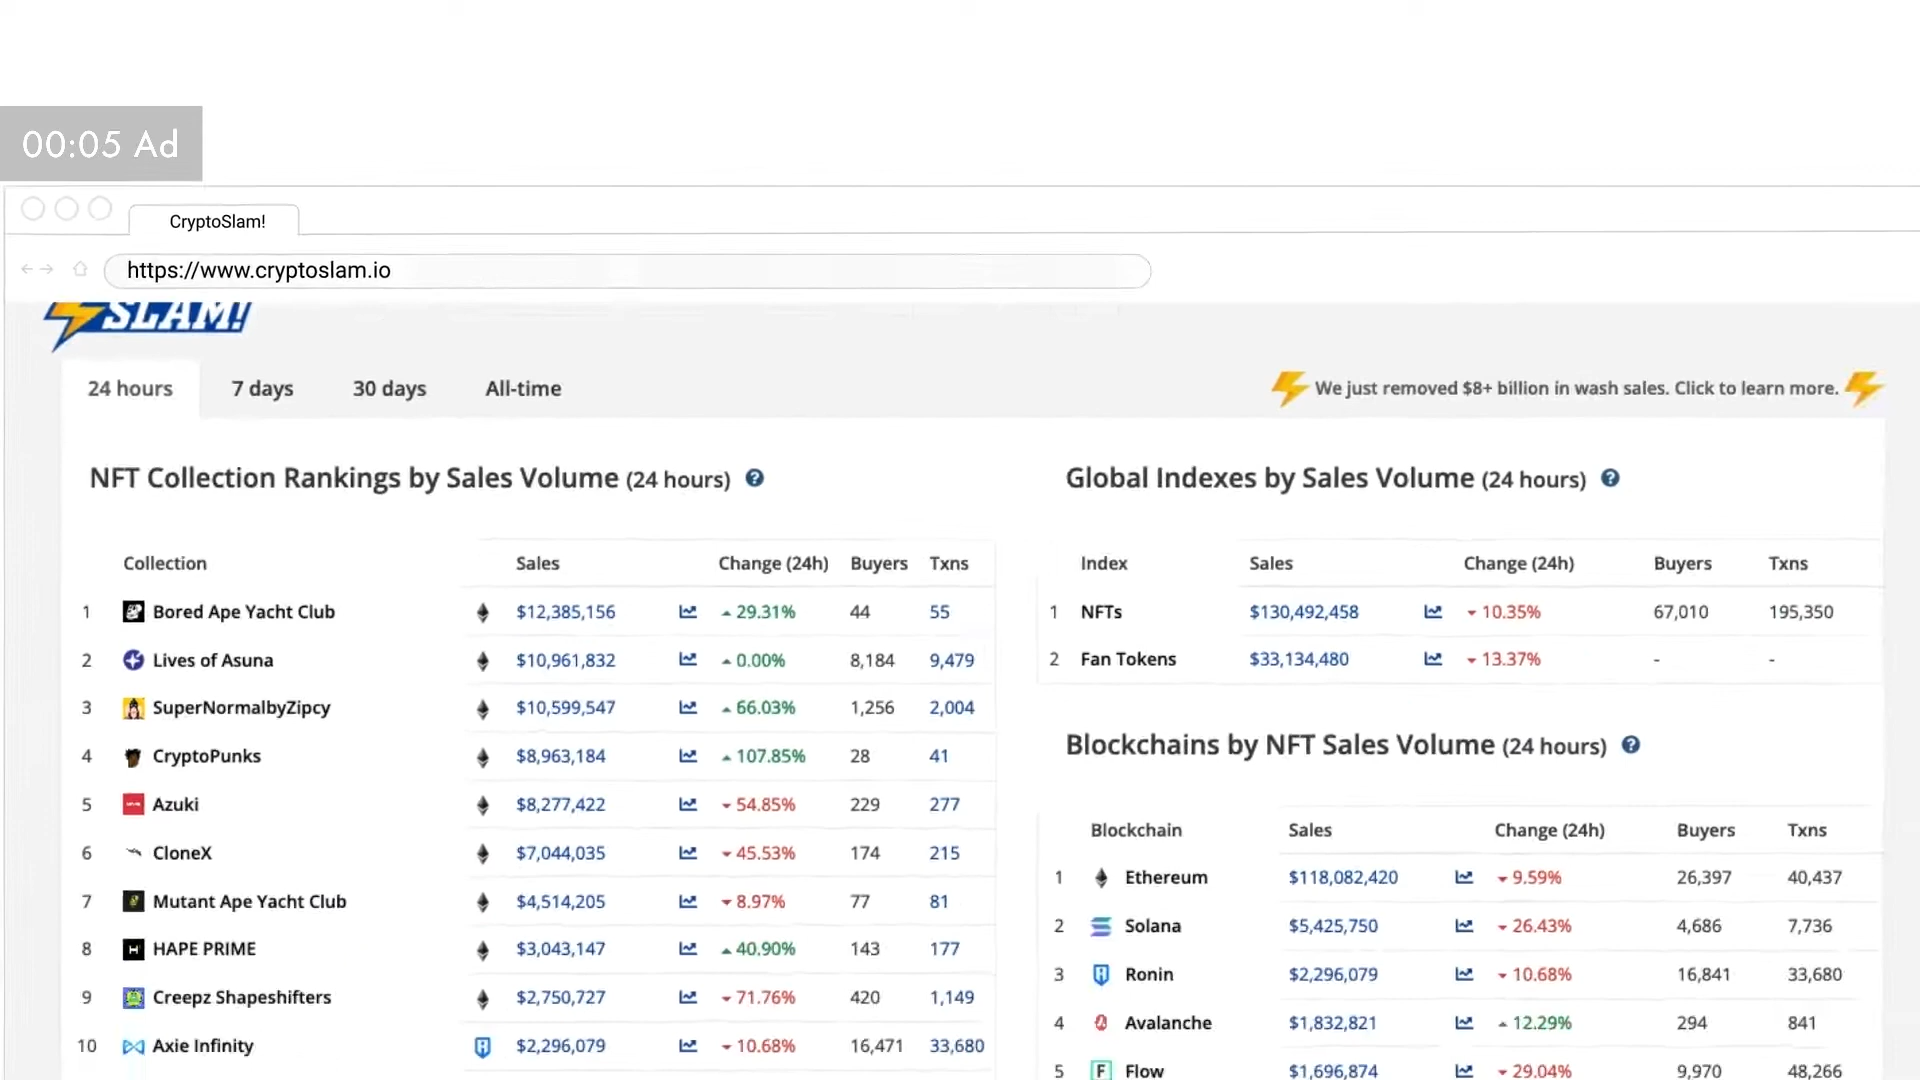 00:05 Ad
CryptoSlam!
https://www.cryptoslam.io
SLAM!
24 hours 7 days 30 days All-time
We just removed $8+ billion in wash sales. Click to learn more.
NFT Collection Rankings by Sales Volume (24 hours) ?
Collection Sales Change (24h) Buyers Txns
1 Bored Ape Yacht Club $12,385,156 29.31% 44 55
2 Lives of Asuna $10,961,832 0.00% 8,184 9,479
3 SuperNormalbyZipcy $10,599,547 66.03% 1,256 2,004
4 CryptoPunks $8,963,184 107.85% 28 41
5 Azuki $8,277,422 54.85% 229 277
6 CloneX $7,044,035 45.53% 174 215
7 Mutant Ape Yacht Club $4,514,205 8.97% 77 81
8 HAPE PRIME $3,043,147 40.90% 143 177
9 Creepz Shapeshifters $2,750,727 71.76% 420 1,149
10 Axie Infinity $2,296,079 10.68% 16,471 33,680
Global Indexes by Sales Volume (24 hours) ?
Index Sales Change (24h) Buyers Txns
1 NFTs $130,492,458 10.35% 67,010 195,350
2 Fan Tokens $33,134,480 13.37% - -
Blockchains by NFT Sales Volume (24 hours) ?
Blockchain Sales Change (24h) Buyers Txns
1 Ethereum $118,082,420 9.59% 26,397 40,437
2 Solana $5,425,750 26.43% 4,686 7,736
3 Ronin $2,296,079 10.68% 16,841 33,680
4 Avalanche $1,832,821 12.29% 294 841
5 F Flow $1,696,874 29.04% 9,970 48,266